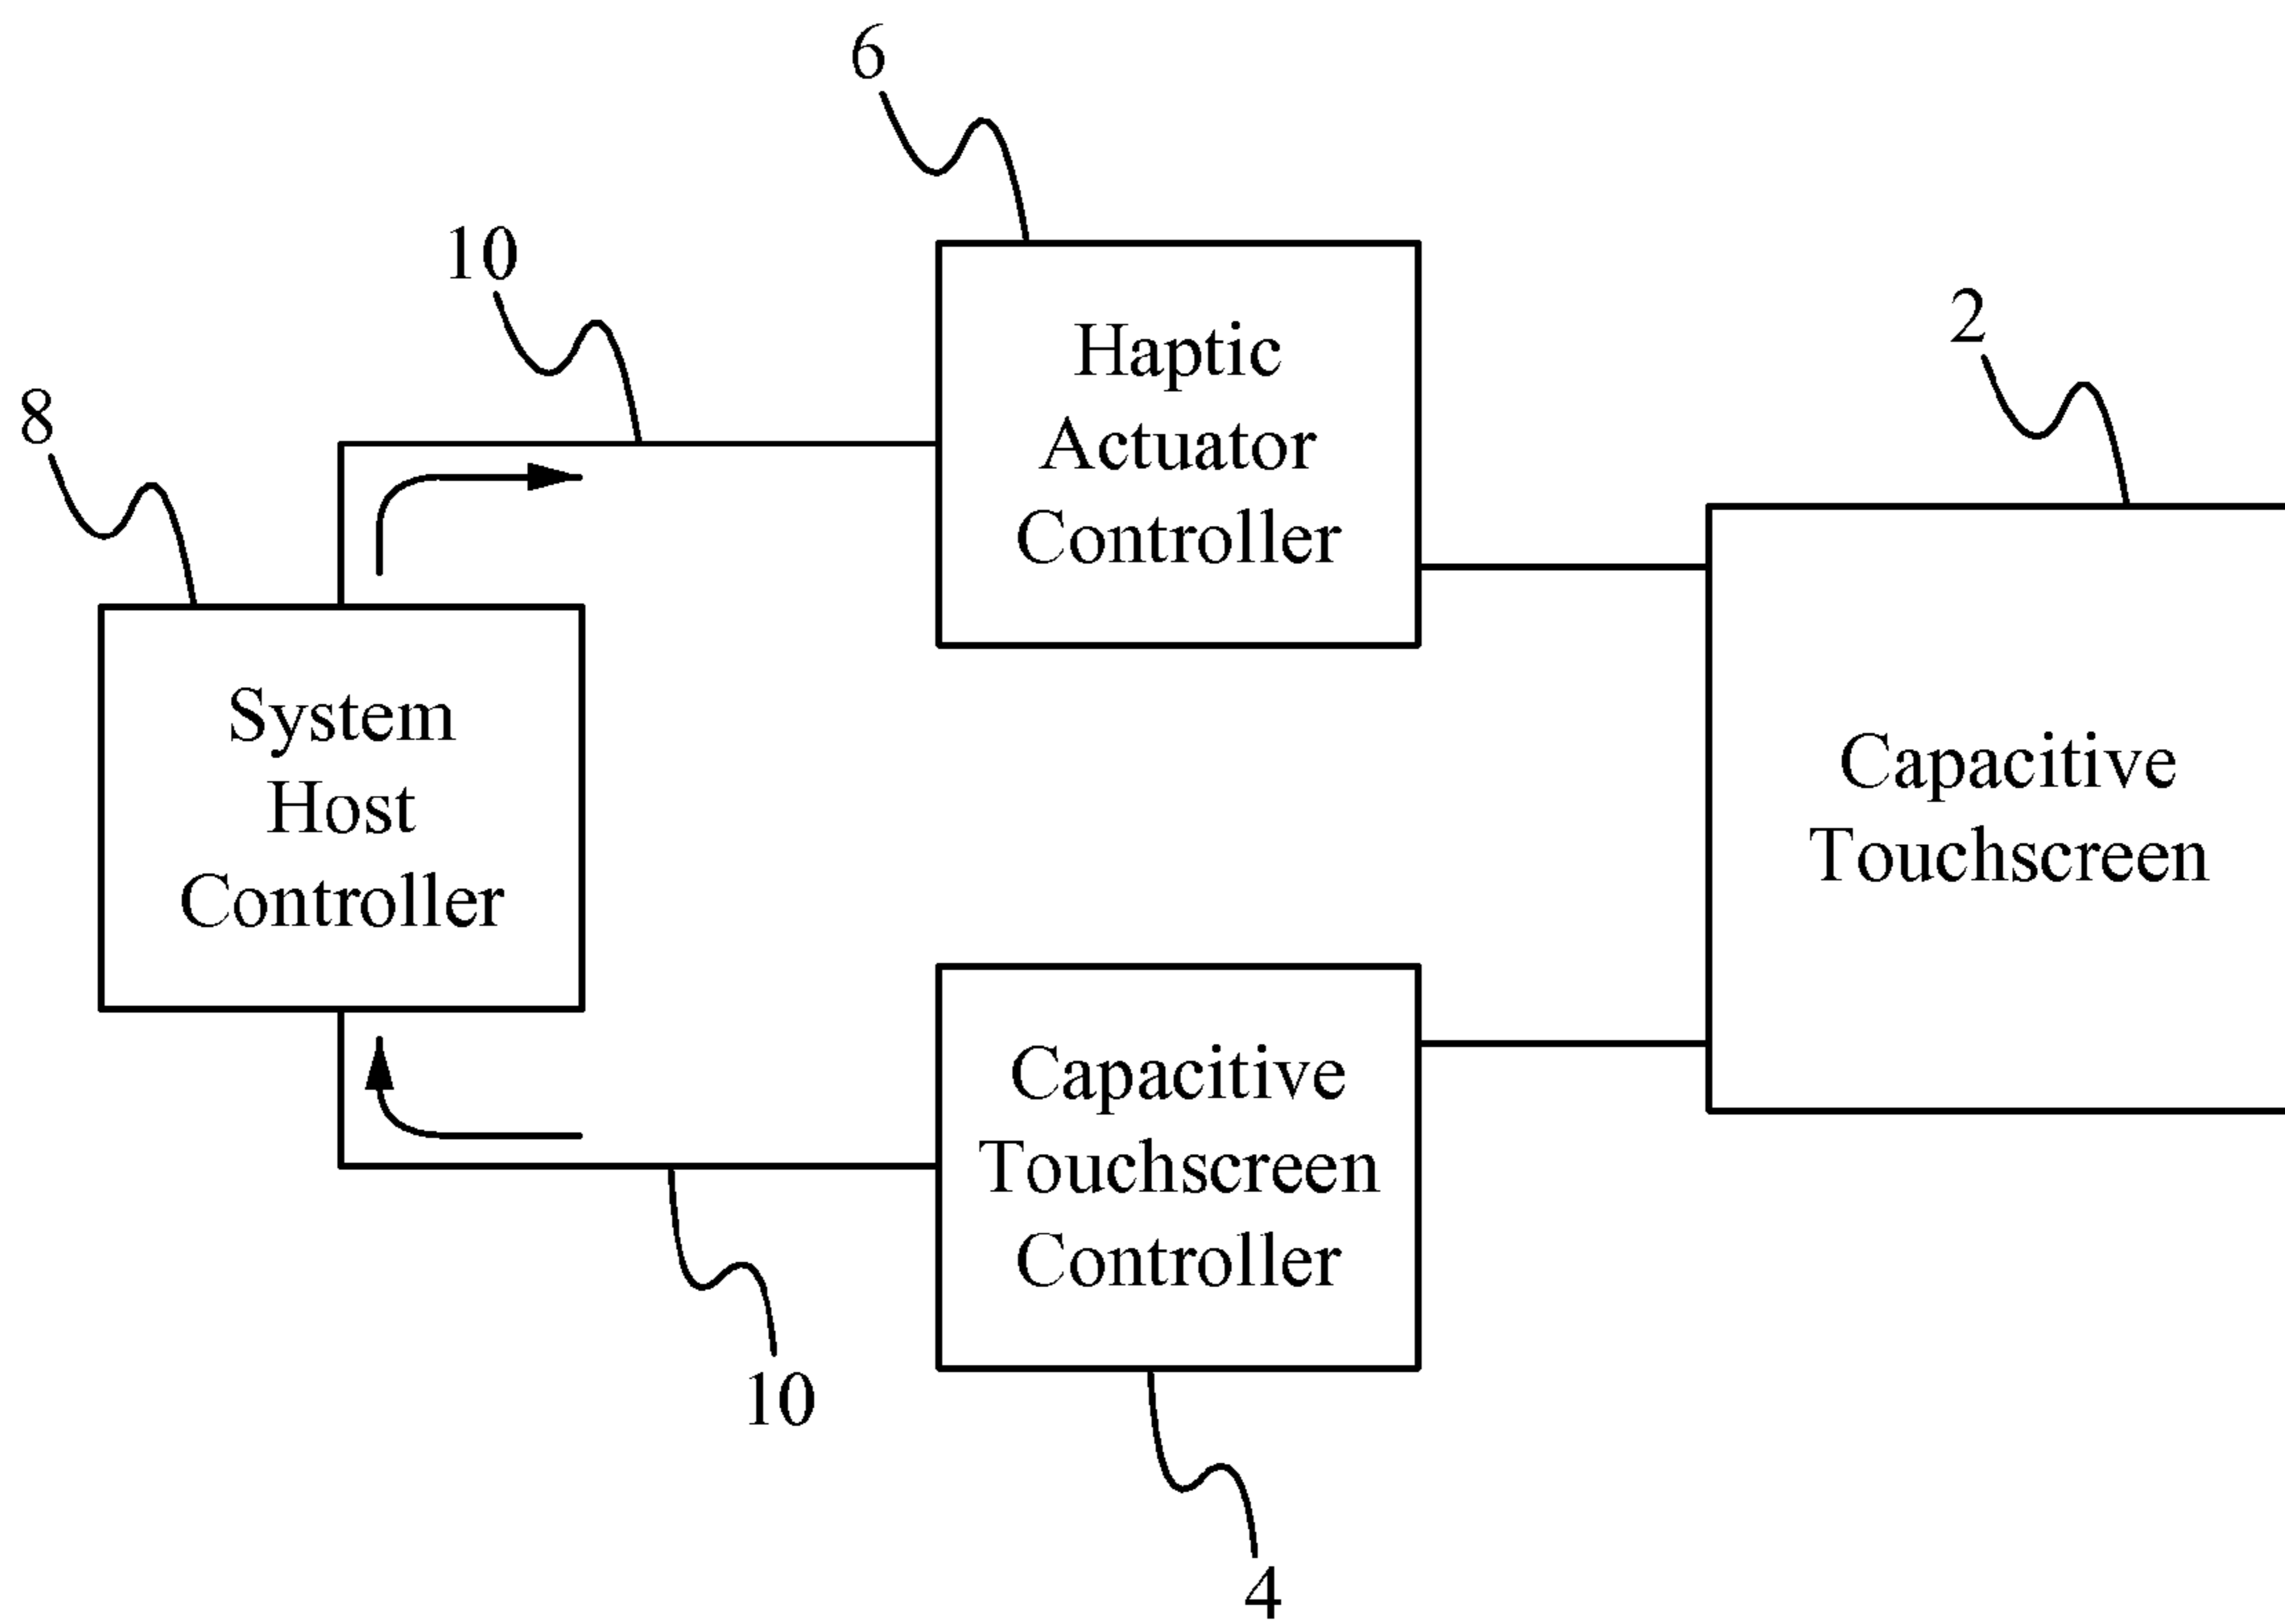 6
10
Haptic
Actuator
Controller
2
8
System
Host
Controller
Capacitive
Touchscreen
Capacitive
Touchscreen
Controller
10
4